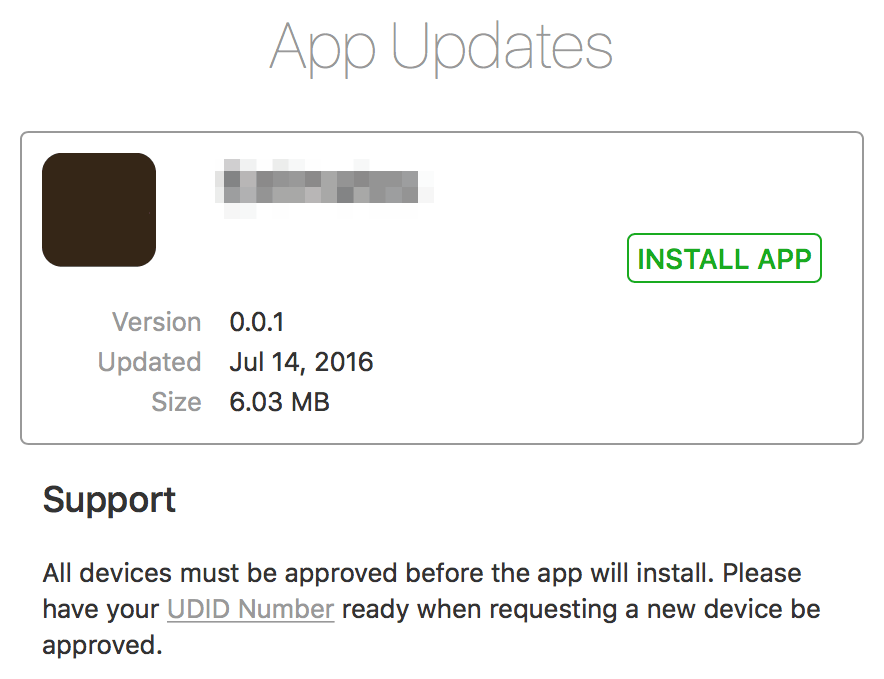 App Updates
INSTALL APP
Version 0.0.1
Updated Jul 14, 2016
Size 6.03 MB
Support
All devices must be approved before the app will install. Please
have your UDID Number ready when requesting a new device be
approved.